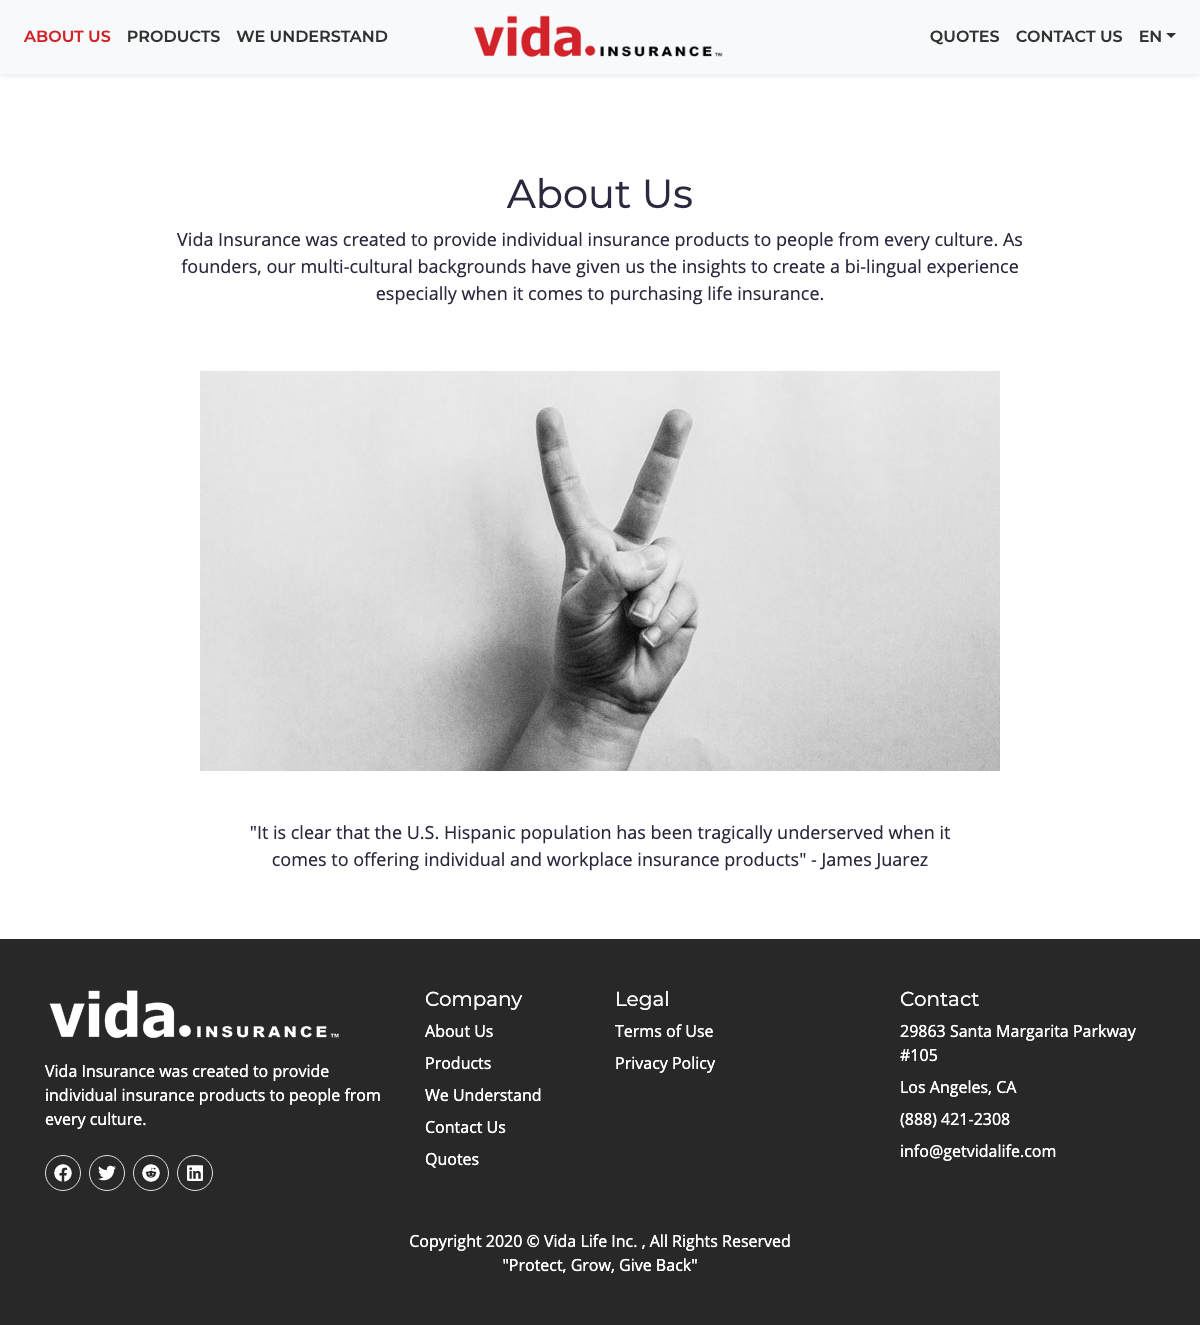 ABOUT US PRODUCTS WE UNDERSTAND vida.INSURANCE™ QUOTES CONTACT US EN
About Us
Vida Insurance was created to provide individual insurance products to people from every culture. As
founders, our multi-cultural backgrounds have given us the insights to create a bi-lingual experience
especially when it comes to purchasing life insurance.
"It is clear that the U.S. Hispanic population has been tragically underserved when it
comes to offering individual and workplace insurance products" - James Juarez
vida.INSURANCE™
Vida Insurance was created to provide
individual insurance products to people from
every culture.
Company
About Us
Products
We Understand
Contact Us
Quotes
Legal
Terms of Use
Privacy Policy
Contact
29863 Santa Margarita Parkway
#105
Los Angeles, CA
(888) 421-2308
info@getvidalife.com
Copyright 2020 © Vida Life Inc. , All Rights Reserved
"Protect, Grow, Give Back"